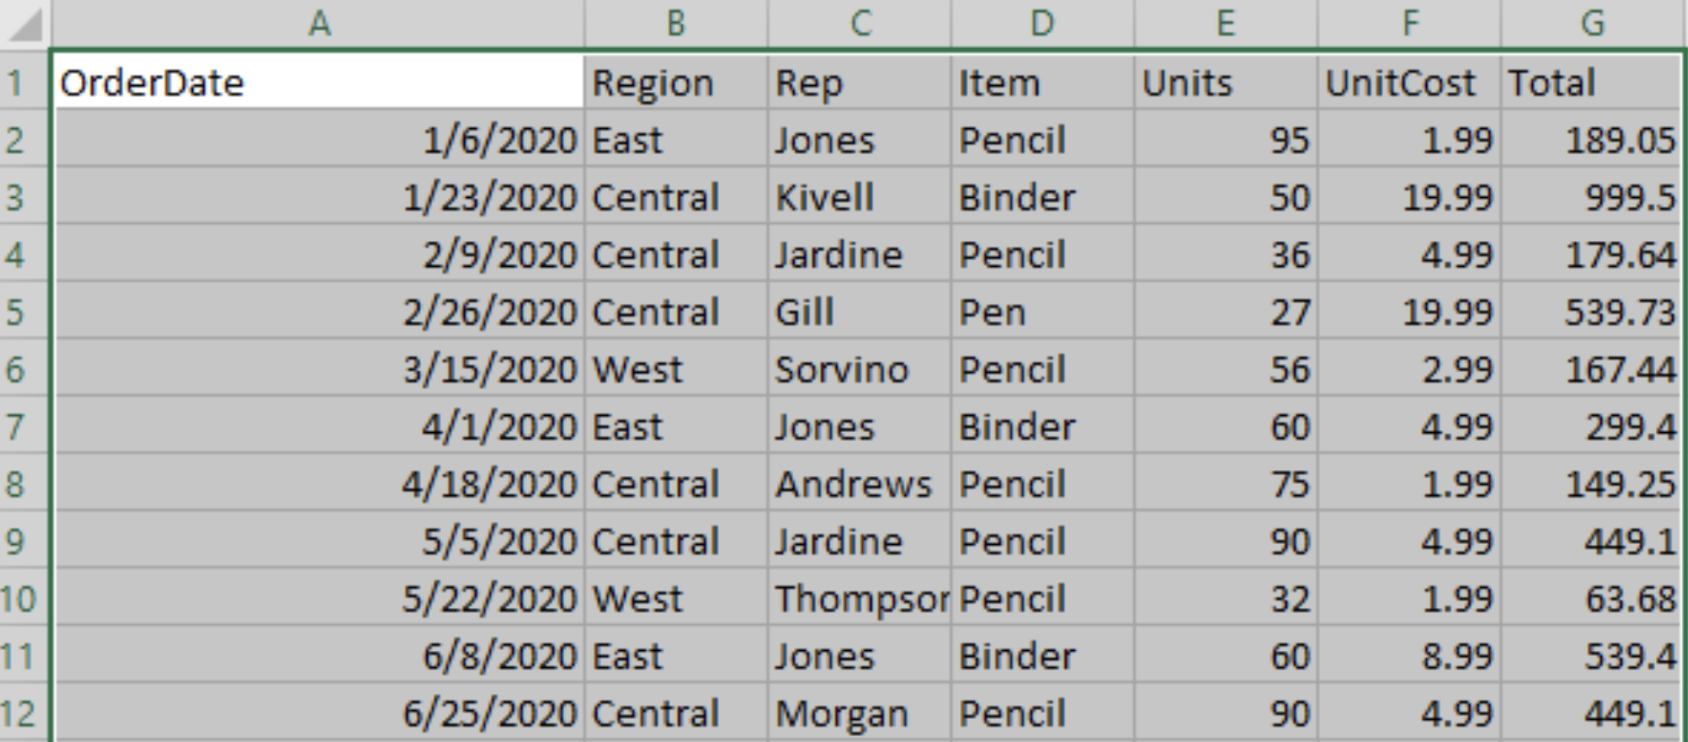 A B C D E F G
1 OrderDate Region Rep Item Units UnitCost Total
2 1/6/2020 East Jones Pencil 95 1.99 189.05
3 1/23/2020 Central Kivell Binder 50 19.99 999.5
4 2/9/2020 Central Jardine Pencil 36 4.99 179.64
5 2/26/2020 Central Gill Pen 27 19.99 539.73
6 3/15/2020 West Sorvino Pencil 56 2.99 167.44
7 4/1/2020 East Jones Binder 60 4.99 299.4
8 4/18/2020 Central Andrews Pencil 75 1.99 149.25
9 5/5/2020 Central Jardine Pencil 90 4.99 449.1
10 5/22/2020 West Thompson Pencil 32 1.99 63.68
11 6/8/2020 East Jones Binder 60 8.99 539.4
12 6/25/2020 Central Morgan Pencil 90 4.99 449.1